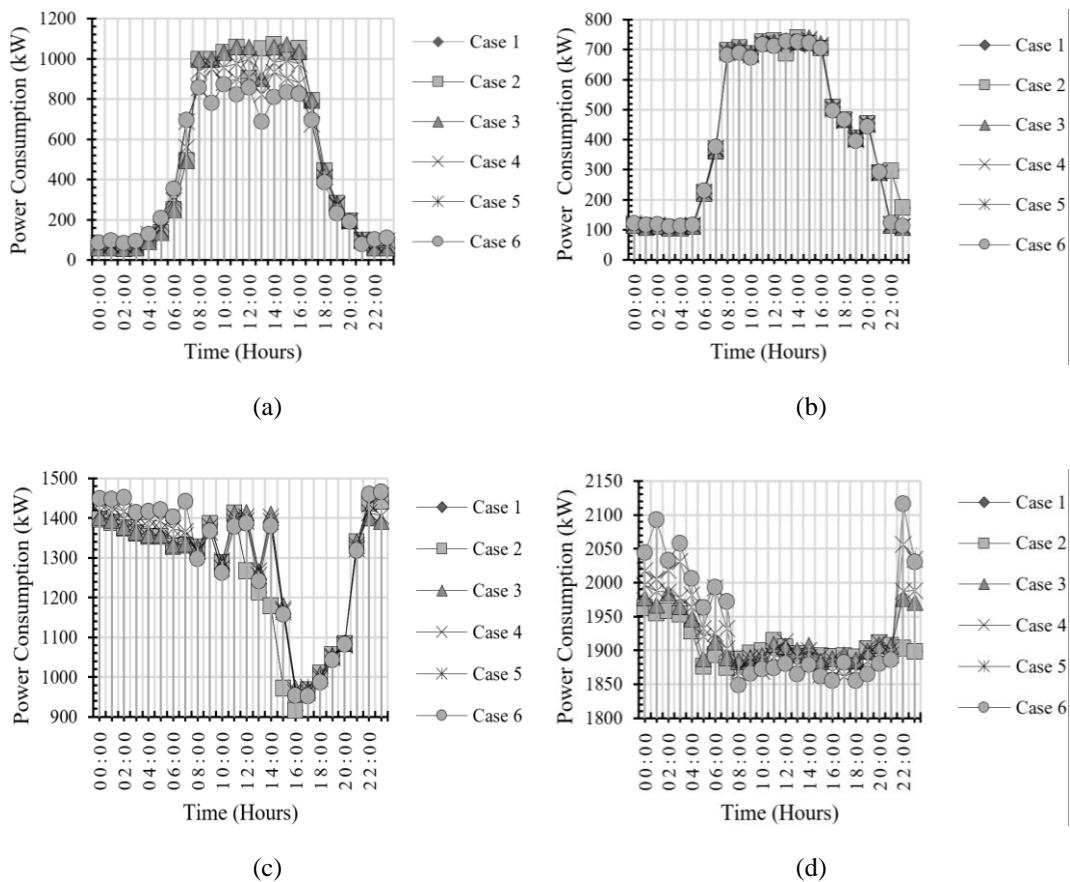 1200
1000
800
600
400
200
0
Power Consumption (kW)
00:00
02:00
04:00
06:00
08:00
10:00
12:00
14:00
16:00
18:00
20:00
22:00
Time (Hours)
Case 1
Case 2
Case 3
Case 4
Case 5
Case 6
(a)
800
700
600
500
400
300
200
100
0
Power Consumption (kW)
00:00
02:00
04:00
06:00
08:00
10:00
12:00
14:00
16:00
18:00
20:00
22:00
Time (Hours)
Case 1
Case 2
Case 3
Case 4
Case 5
Case 6
(b)
1500
1400
1300
1200
1100
1000
900
Power Consumption (kW)
00:00
02:00
04:00
06:00
08:00
10:00
12:00
14:00
16:00
18:00
20:00
22:00
Time (Hours)
Case 1
Case 2
Case 3
Case 4
Case 5
Case 6
(c)
2150
2100
2050
2000
1950
1900
1850
1800
Power Consumption (kW)
00:00
02:00
04:00
06:00
08:00
10:00
12:00
14:00
16:00
18:00
20:00
22:00
Time (Hours)
Case 1
Case 2
Case 3
Case 4
Case 5
Case 6
(d)